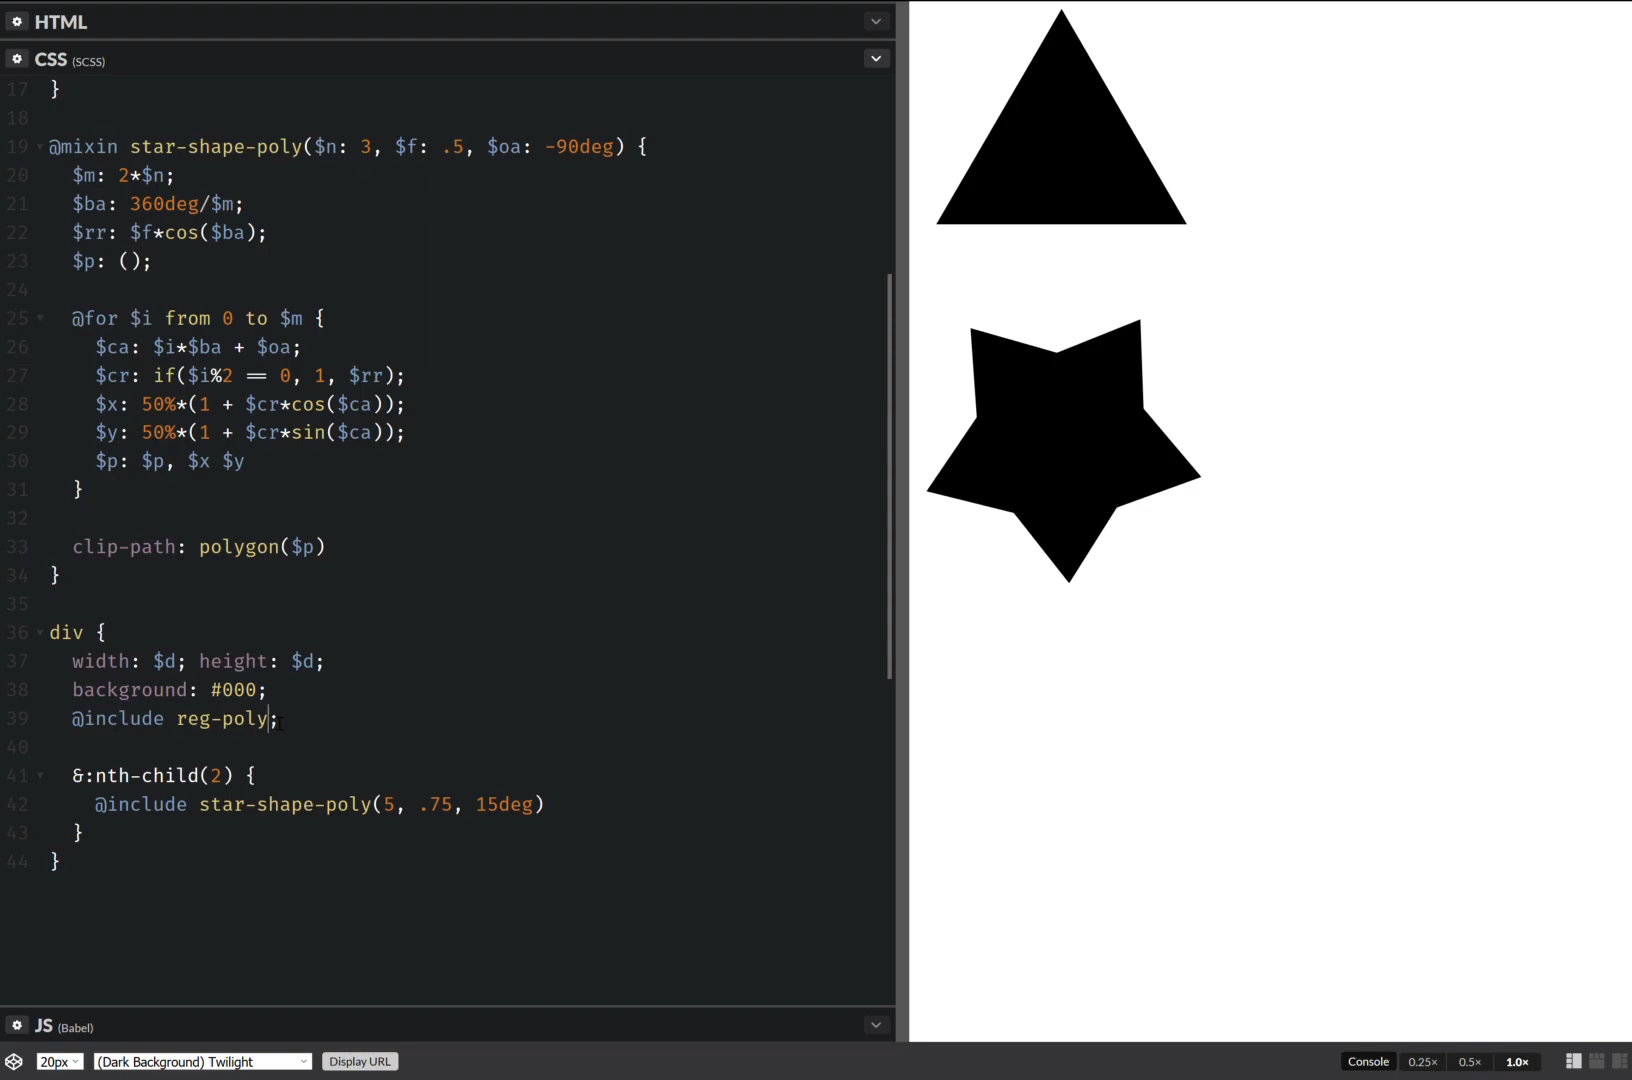 HTML
CSS (SCSS)
17 }
18
19 @mixin star-shape-poly($n: 3, $f: .5, $oa: -90deg) {
20 $m: 2*$n;
21 $ba: 360deg/$m;
22 $rr: $f*cos($ba);
23 $p: ();
24
25 @for $i from 0 to $m {
26 $ca: $i*$ba + $oa;
27 $cr: if($i%2 == 0, 1, $rr);
28 $x: 50%*(1 + $cr*cos($ca));
29 $y: 50%*(1 + $cr*sin($ca));
30 $p: $p, $x $y
31 }
32
33 clip-path: polygon($p)
34 }
35
36 div {
37 width: $d; height: $d;
38 background: #000;
39 @include reg-poly;
40
41 &:nth-child(2) {
42 @include star-shape-poly(5, .75, 15deg)
43 }
44 }
JS (Babel)
20px (Dark Background) Twilight Display URL Console 0.25× 0.5× 1.0×